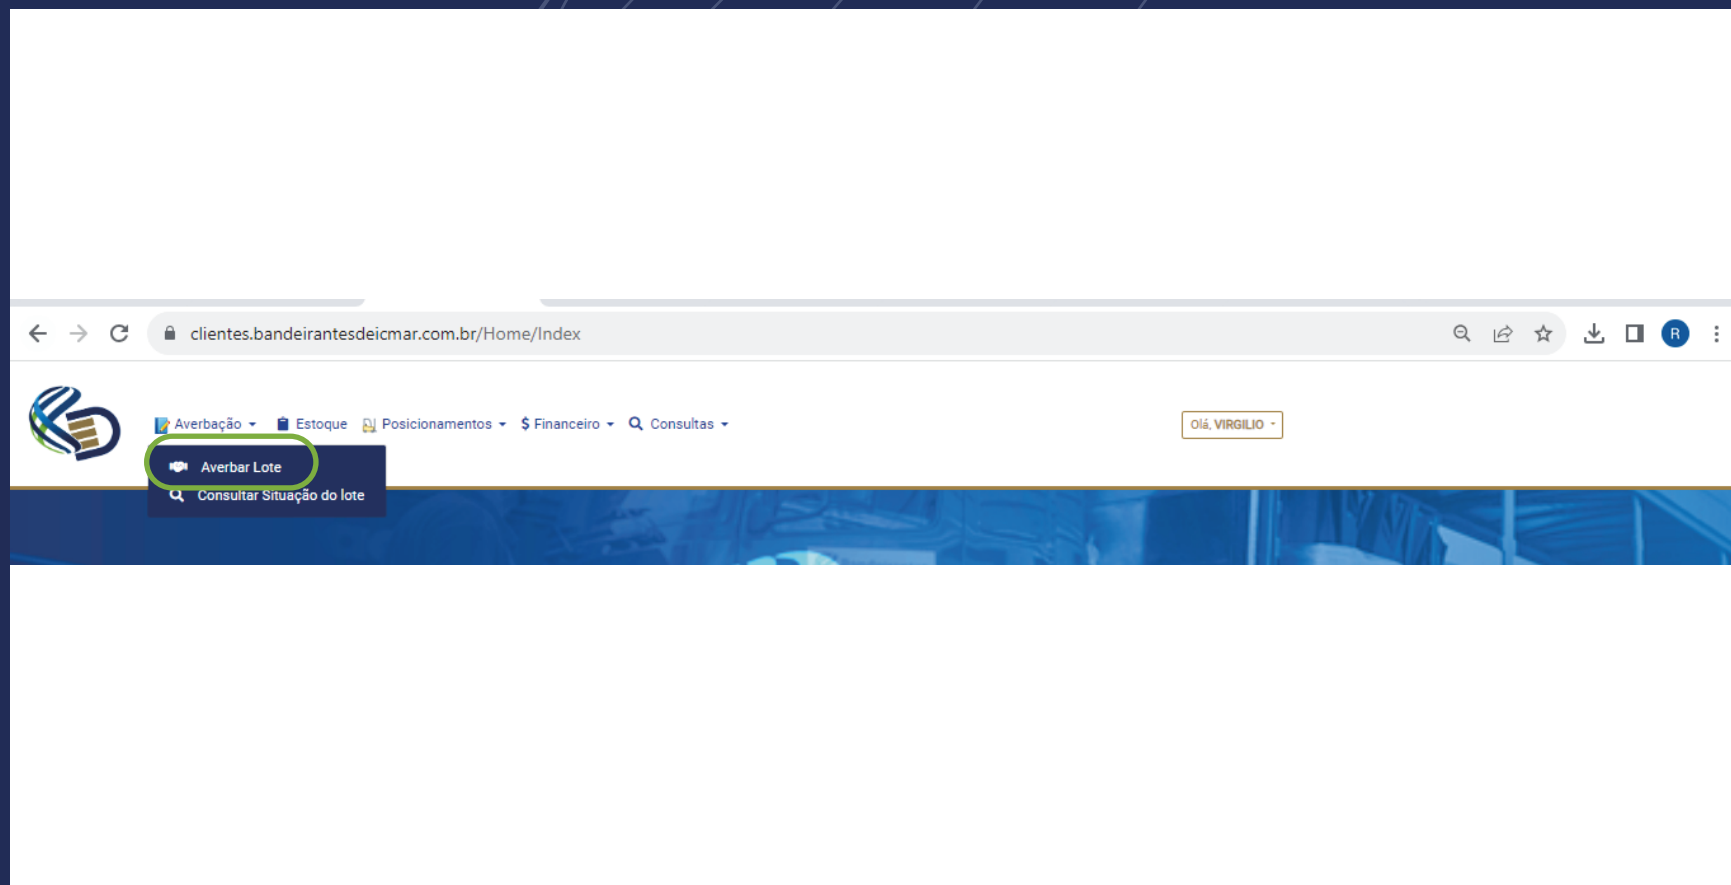 clientes.bandeirantesdeicmar.com.br/Home/Index
R
Averbação Estoque Posicionamentos $ Financeiro Consultas
Olá, VIRGILIO
Averbar Lote
Consultar Situação do lote